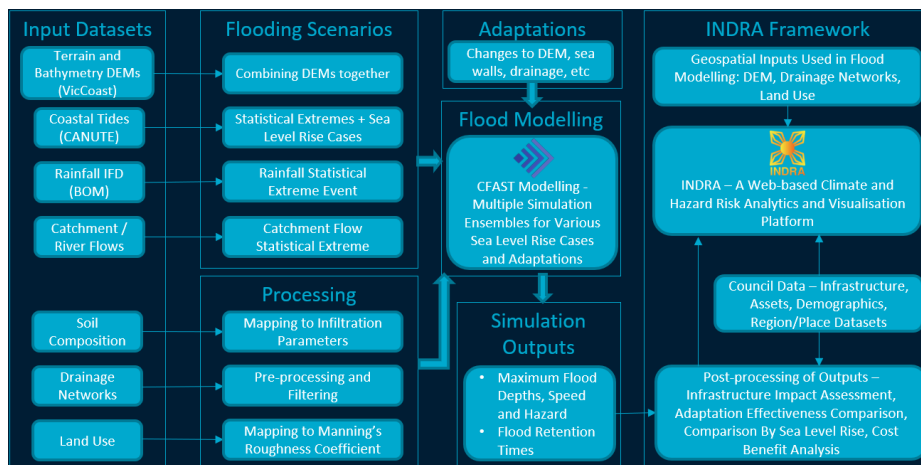 Input Datasets
Terrain and
Bathymetry DEMs
(VicCoast)
Coastal Tides
(CANUTE)
Rainfall IFD
(BOM)
Catchment /
River Flows
Soil
Composition
Drainage
Networks
Land Use
Flooding Scenarios
Combining DEMs together
Statistical Extremes + Sea
Level Rise Cases
Rainfall Statistical
Extreme Event
Catchment Flow
Statistical Extreme
Processing
Mapping to Infiltration
Parameters
Pre-processing and
Filtering
Mapping to Manning's
Roughness Coefficient
Adaptations
Changes to DEM, sea
walls, drainage, etc
Flood Modelling
CFAST Modelling -
Multiple Simulation
Ensembles for Various
Sea Level Rise Cases
and Adaptations
Simulation
Outputs
• Maximum Flood
Depths, Speed
and Hazard
• Flood Retention
Times
INDRA Framework
Geospatial Inputs Used in Flood
Modelling: DEM, Drainage Networks,
Land Use
INDRA
INDRA – A Web-based Climate and
Hazard Risk Analytics and Visualisation
Platform
Council Data – Infrastructure,
Assets, Demographics,
Region/Place Datasets
Post-processing of Outputs –
Infrastructure Impact Assessment,
Adaptation Effectiveness Comparison,
Comparison By Sea Level Rise, Cost
Benefit Analysis